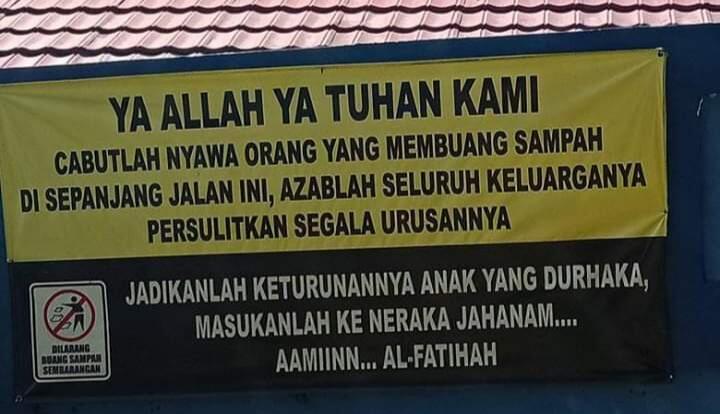 YA ALLAH YA TUHAN KAMI
CABUTLAH NYAWA ORANG YANG MEMBUANG SAMPAH
DI SEPANJANG JALAN INI, AZABLAH SELURUH KELUARGANYA
PERSULITKAN SEGALA URUSANNYA
JADIKANLAH KETURUNANNYA ANAK YANG DURHAKA,
MASUKANLAH KE NERAKA JAHANAM....
AAMIINN... AL-FATIHAH
DILARANG
BUANG SAMPAH
SEMBARANGAN